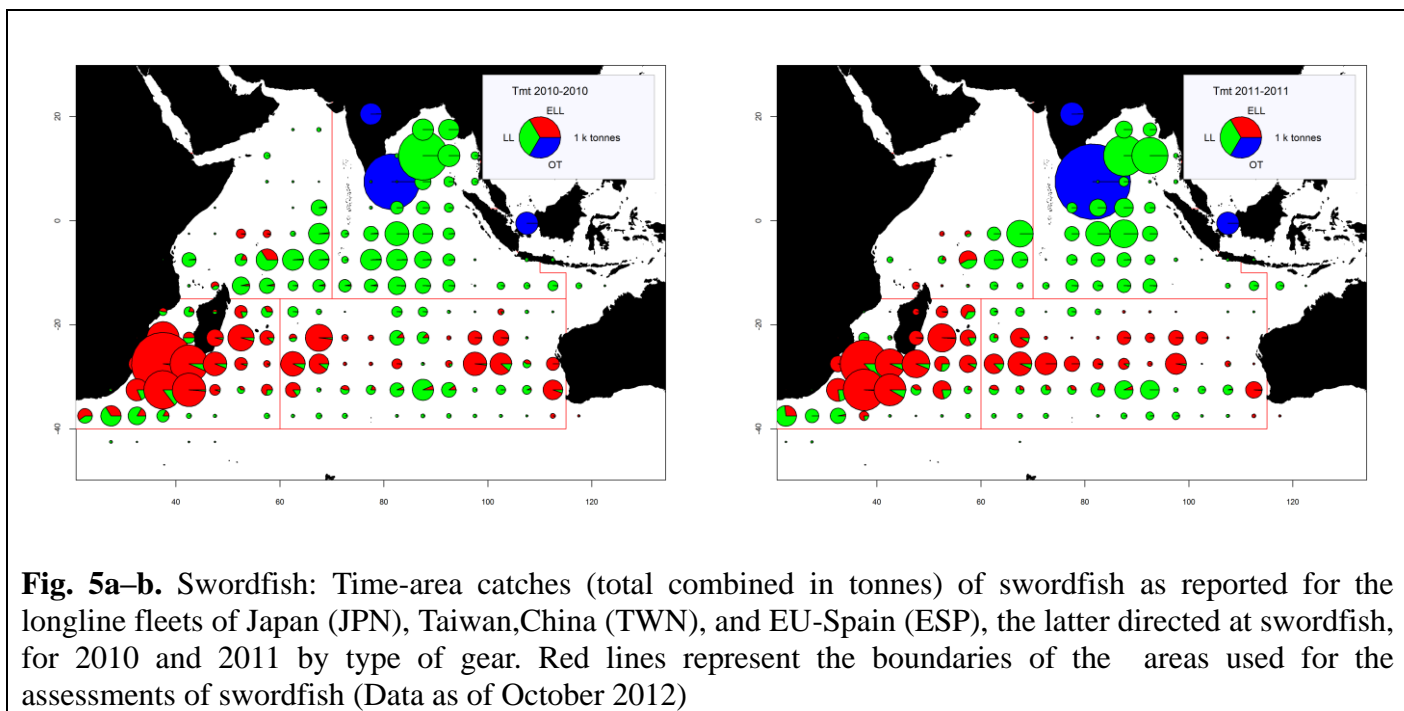 Tmt 2010-2010
ELL
LL
1 k tonnes
OT
20
0
-20
-40
40
60
80
100
120
Tmt 2011-2011
ELL
LL
1 k tonnes
OT
20
0
-20
-40
40
60
80
100
120
Fig. 5a–b. Swordfish: Time-area catches (total combined in tonnes) of swordfish as reported for the
longline fleets of Japan (JPN), Taiwan,China (TWN), and EU-Spain (ESP), the latter directed at swordfish,
for 2010 and 2011 by type of gear. Red lines represent the boundaries of the areas used for the
assessments of swordfish (Data as of October 2012)